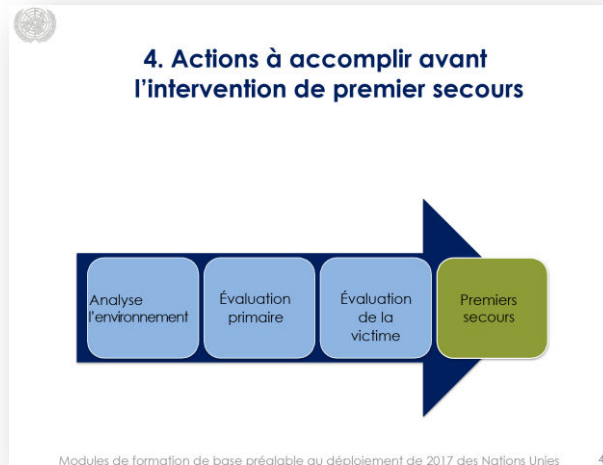 4. Actions à accomplir avant
l'intervention de premier secours
Analyse
l'environnement
Évaluation
primaire
Évaluation
de la
victime
Premiers
secours
Modules de formation de base préalable au déploiement de 2017 des Nations Unies 4